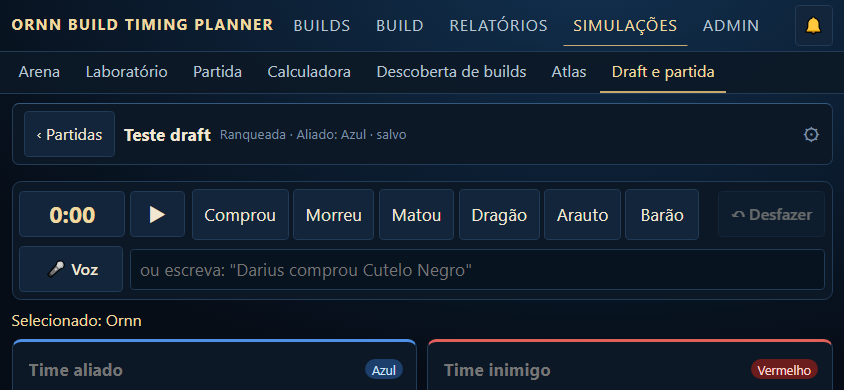 ORNN BUILD TIMING PLANNER BUILDS BUILD RELATÓRIOS SIMULAÇÕES ADMIN
Arena Laboratório Partida Calculadora Descoberta de builds Atlas Draft e partida
‹ Partidas Teste draft Ranqueada · Aliado: Azul · salvo
0:00 Comprou Morreu Matou Dragão Arauto Barão Desfazer
Voz ou escreva: "Darius comprou Cutelo Negro"
Selecionado: Ornn
Time aliado Azul Time inimigo Vermelho